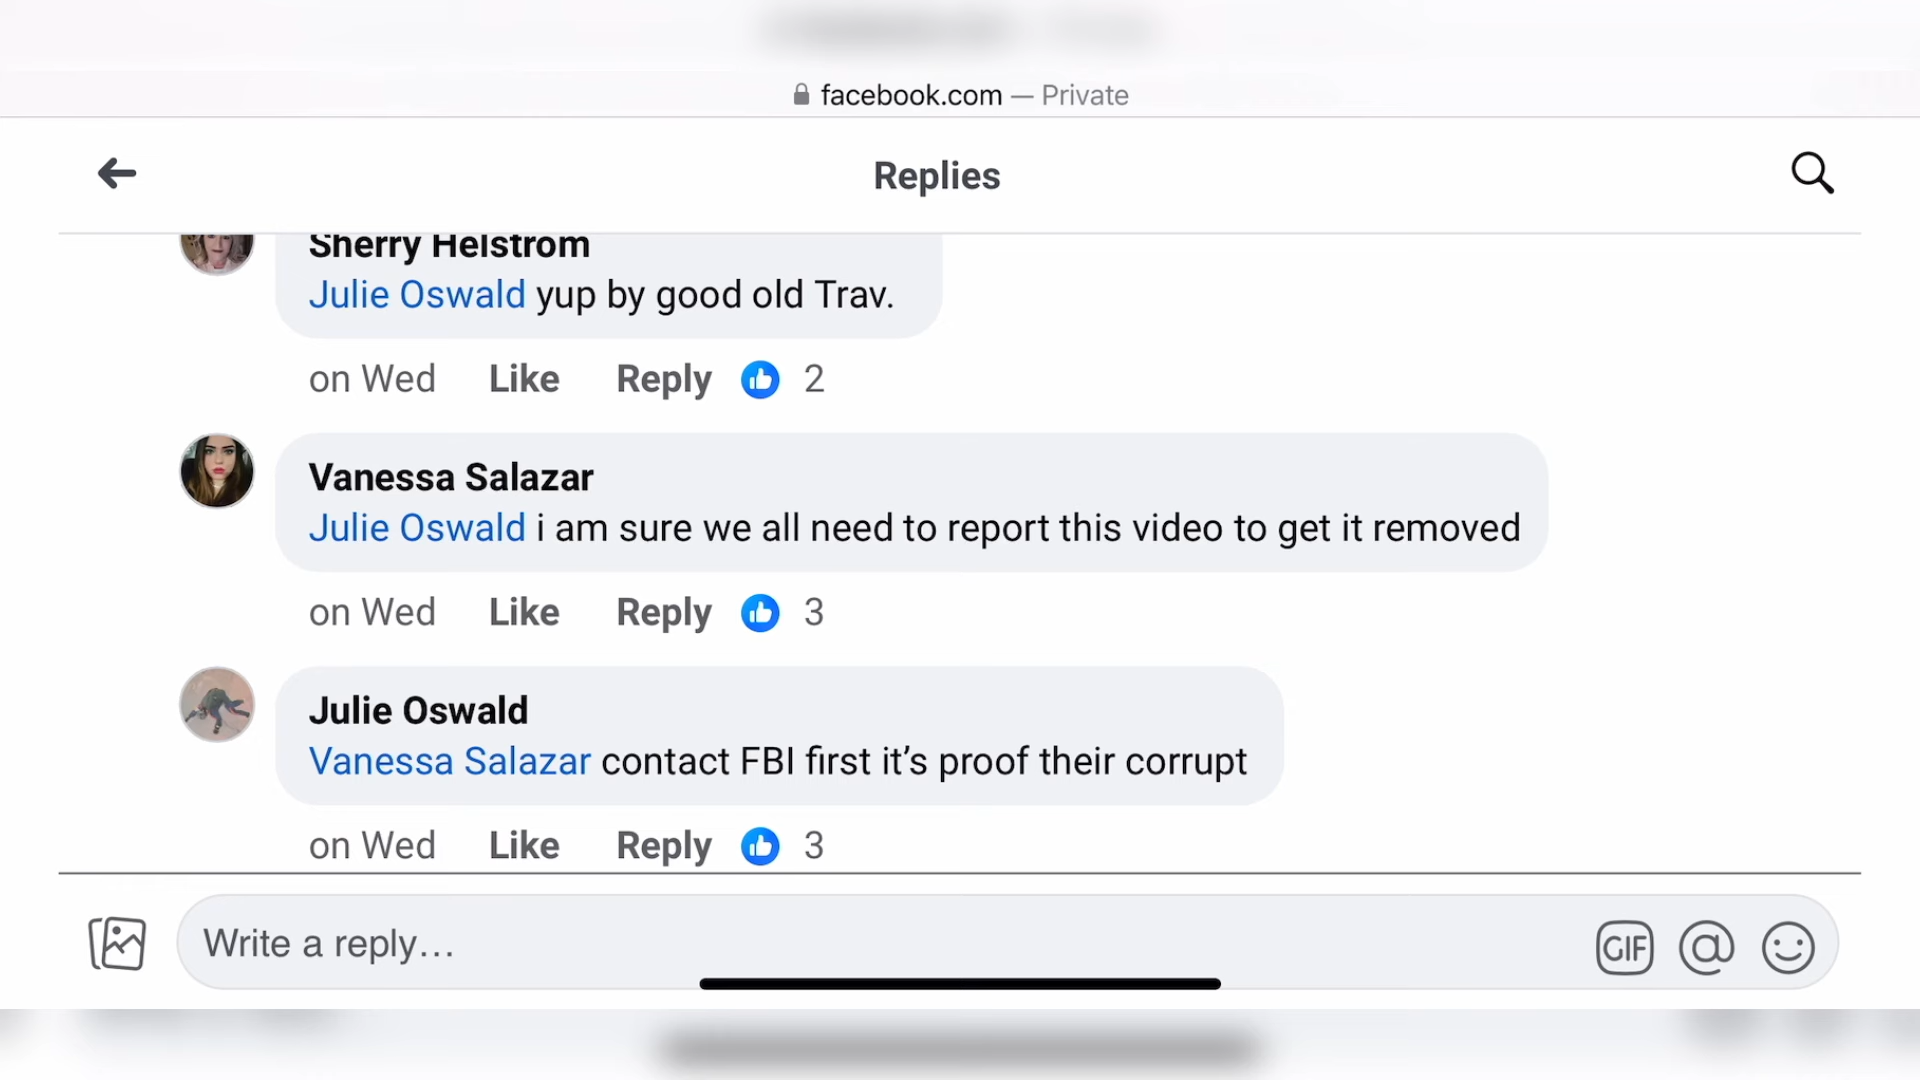 facebook.com — Private
Replies
Sherry Helstrom
Julie Oswald yup by good old Trav.
on Wed Like Reply 2
Vanessa Salazar
Julie Oswald i am sure we all need to report this video to get it removed
on Wed Like Reply 3
Julie Oswald
Vanessa Salazar contact FBI first it’s proof their corrupt
on Wed Like Reply 3
Write a reply... GIF @